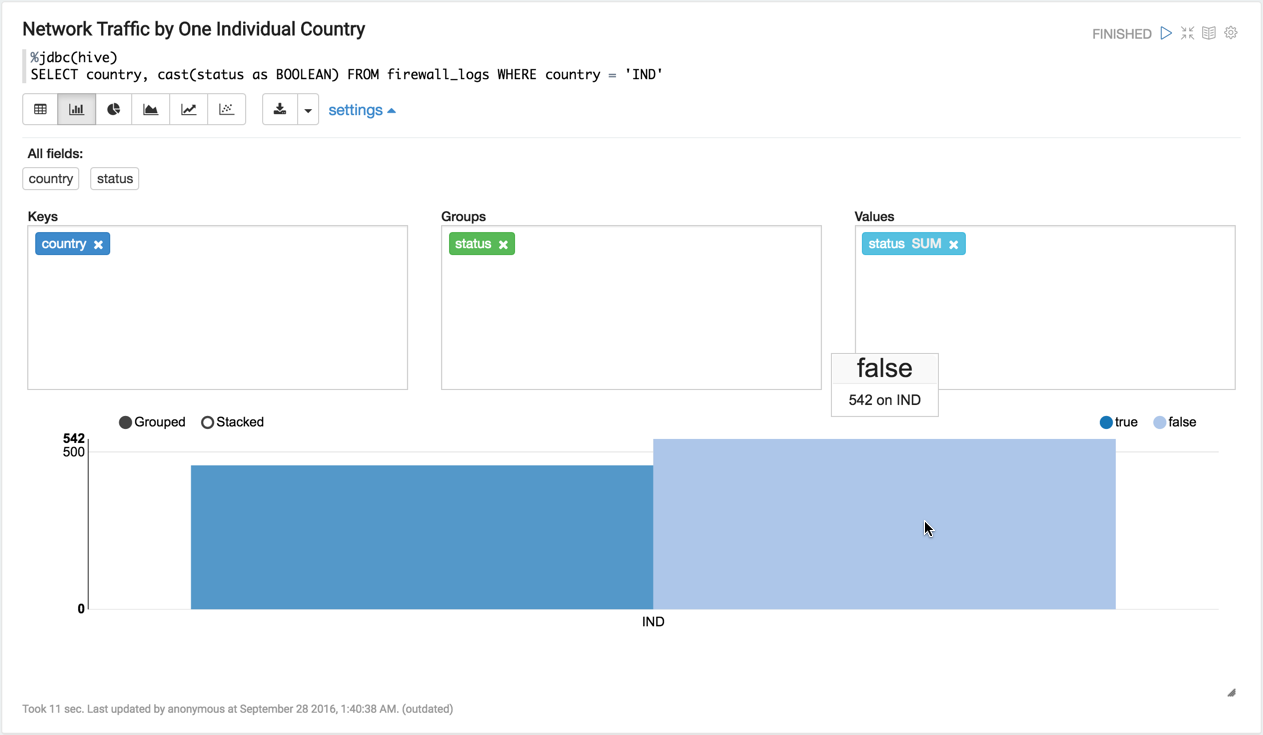 Network Traffic by One Individual Country
FINISHED
%jdbc(hive)
SELECT country, cast(status as BOOLEAN) FROM firewall_logs WHERE country = 'IND'
settings
All fields:
country status
Keys Groups Values
country status status SUM
false
542 on IND
Grouped Stacked true false
542
500
0
IND
Took 11 sec. Last updated by anonymous at September 28 2016, 1:40:38 AM. (outdated)